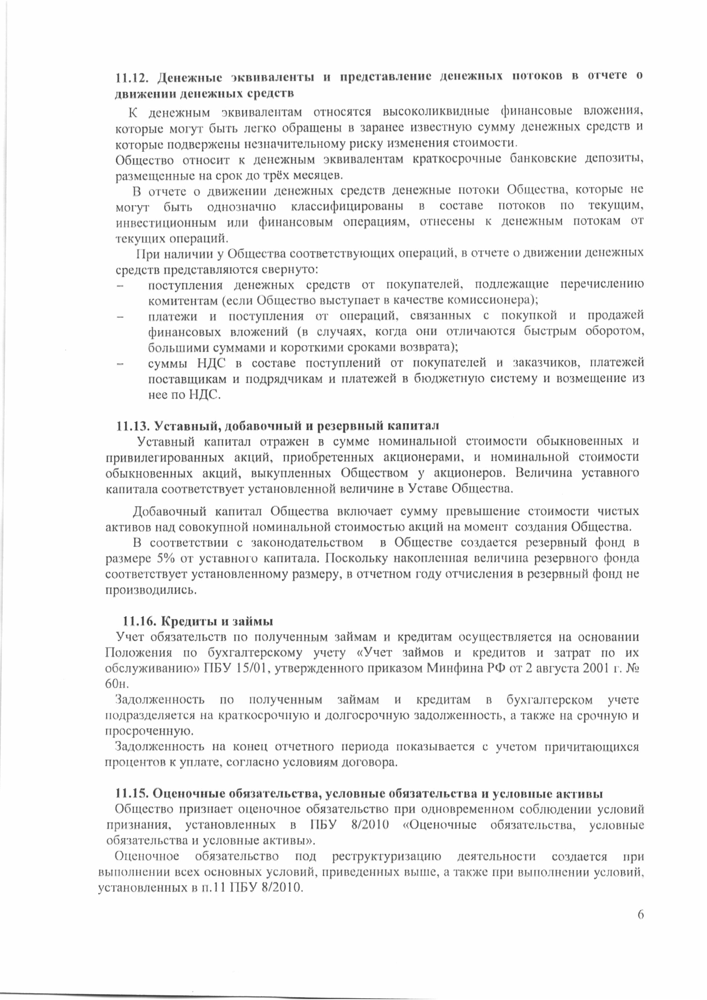 11.12. Денежные эквиваленты и представление денежных потоков в отчете о
движении денежных средств
К денежным эквивалентам относятся высоколиквидные финансовые вложения,
которые могут быть легко обращены в заранее известную сумму денежных средств и
которые подвержены незначительному риску изменения стоимости.
Общество относит к денежным эквивалентам краткосрочные банковские депозиты,
размещенные на срок до трёх месяцев.
В отчете о движении денежных средств денежные потоки Общества, которые не
могут быть однозначно классифицированы в составе потоков по текущим,
инвестиционным или финансовым операциям, отнесены к денежным потокам от
текущих операций.
При наличии у Общества соответствующих операций, в отчете о движении денежных
средств представляются свернуто:
– поступления денежных средств от покупателей, подлежащие перечислению
комитентам (если Общество выступает в качестве комиссионера);
– платежи и поступления от операций, связанных с покупкой и продажей
финансовых вложений (в случаях, когда они отличаются быстрым оборотом,
большими суммами и короткими сроками возврата);
– суммы НДС в составе поступлений от покупателей и заказчиков, платежей
поставщикам и подрядчикам и платежей в бюджетную систему и возмещение из
нее по НДС.
11.13. Уставный, добавочный и резервный капитал
Уставный капитал отражен в сумме номинальной стоимости обыкновенных и
привилегированных акций, приобретенных акционерами, и номинальной стоимости
обыкновенных акций, выкупленных Обществом у акционеров. Величина уставного
капитала соответствует установленной величине в Уставе Общества.
Добавочный капитал Общества включает сумму превышение стоимости чистых
активов над совокупной номинальной стоимостью акций на момент создания Общества.
В соответствии с законодательством в Обществе создается резервный фонд в
размере 5% от уставного капитала. Поскольку накопленная величина резервного фонда
соответствует установленному размеру, в отчетном году отчисления в резервный фонд не
производились.
11.16. Кредиты и займы
Учет обязательств по полученным займам и кредитам осуществляется на основании
Положения по бухгалтерскому учету «Учет займов и кредитов и затрат по их
обслуживанию» ПБУ 15/01, утвержденного приказом Минфина РФ от 2 августа 2001 г. №
60н.
Задолженность по полученным займам и кредитам в бухгалтерском учете
подразделяется на краткосрочную и долгосрочную задолженность, а также на срочную и
просроченную.
Задолженность на конец отчетного периода показывается с учетом причитающихся
процентов к уплате, согласно условиям договора.
11.15. Оценочные обязательства, условные обязательства и условные активы
Общество признает оценочное обязательство при одновременном соблюдении условий
признания, установленных в ПБУ 8/2010 «Оценочные обязательства, условные
обязательства и условные активы».
Оценочное обязательство под реструктуризацию деятельности создается при
выполнении всех основных условий, приведенных выше, а также при выполнении условий,
установленных в п.11 ПБУ 8/2010.
6